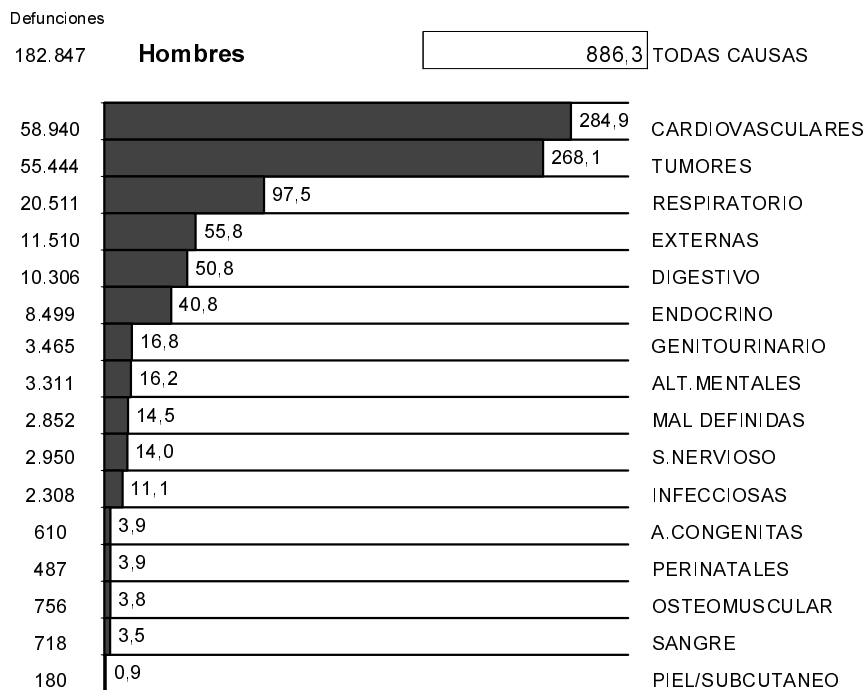 Defunciones
182.847 Hombres 886,3 TODAS CAUSAS
58.940 284,9 CARDIOVASCULARES
55.444 268,1 TUMORES
20.511 97,5 RESPIRATORIO
11.510 55,8 EXTERNAS
10.306 50,8 DIGESTIVO
8.499 40,8 ENDOCRINO
3.465 16,8 GENITOURINARIO
3.311 16,2 ALT.MENTALES
2.852 14,5 MAL DEFINIDAS
2.950 14,0 S.NERVIOSO
2.308 11,1 INFECCIOSAS
610 3,9 A.CONGENITAS
487 3,9 PERINATALES
756 3,8 OSTEOMUSCULAR
718 3,5 SANGRE
180 0,9 PIEL/SUBCUTANEO